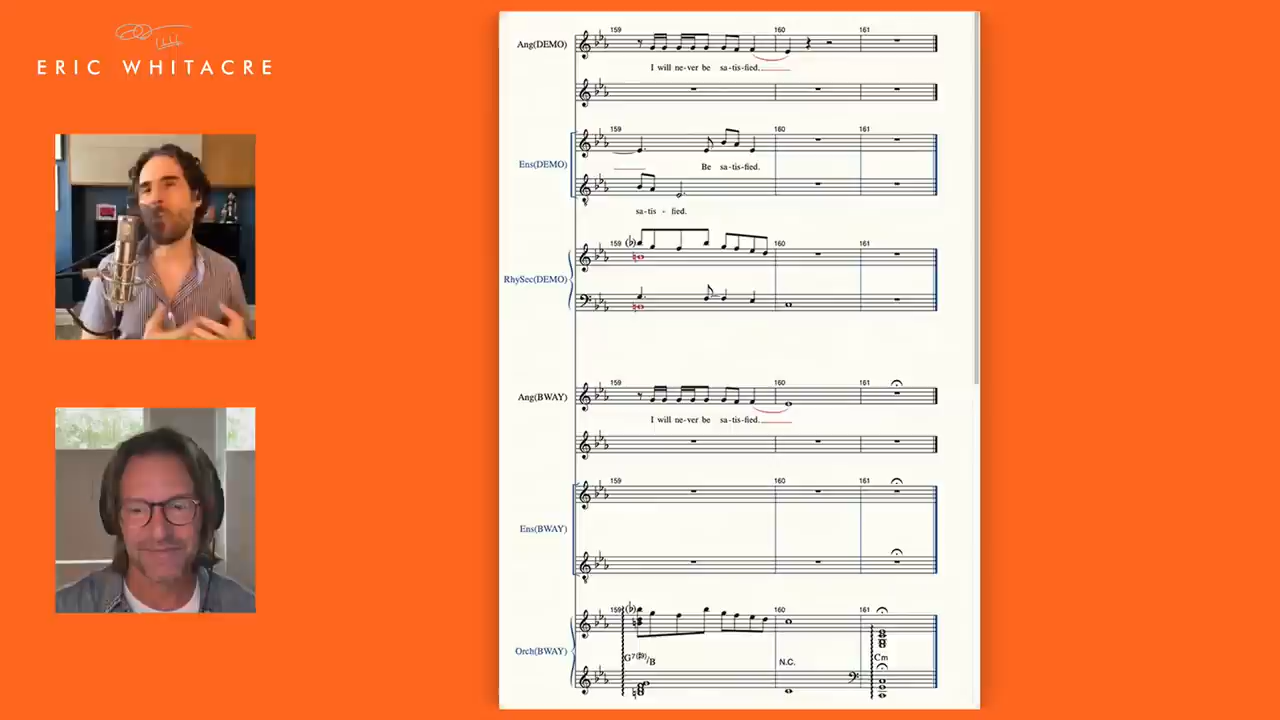 ERIC WHITACRE
159 160 161
Ang(DEMO)
I will ne-ver be sa-tis-fied.
159 160 161
Ens(DEMO)
Be sa-tis-fied.
sa-tis - fied.
159 160 161
RhySec(DEMO)
159 160 161
Ang(BWAY)
I will ne-ver be sa-tis-fied.
159 160 161
Ens(BWAY)
159 160 161
Orch(BWAY)
N.C.
Cm